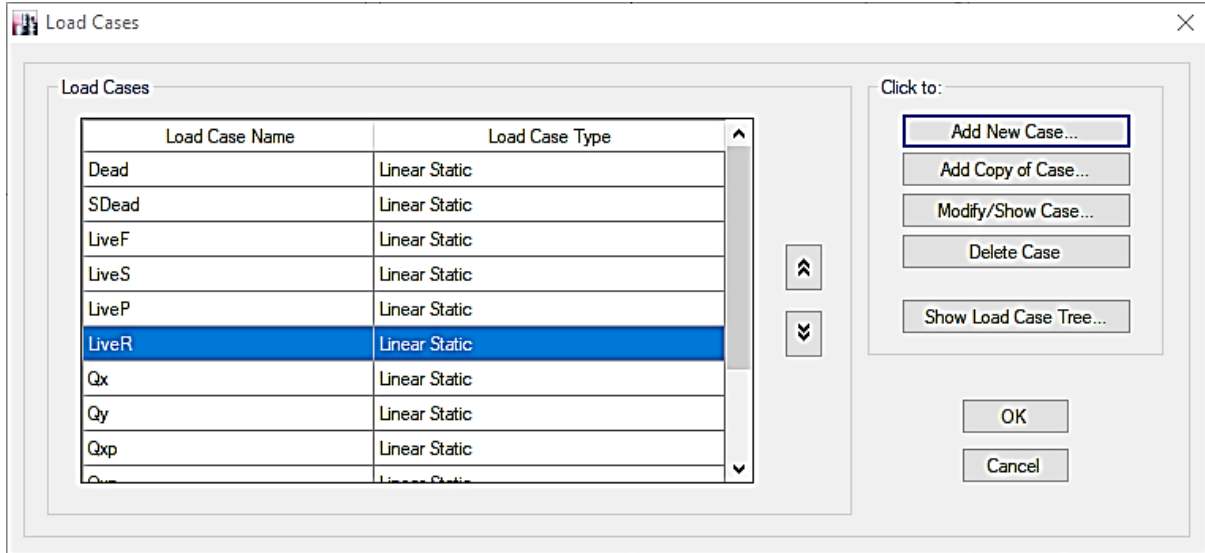 Load Cases
Load Cases
Load Case Name Load Case Type
Dead Linear Static
SDead Linear Static
LiveF Linear Static
LiveS Linear Static
LiveP Linear Static
LiveR Linear Static
Qx Linear Static
Qy Linear Static
Qxp Linear Static
Linear Static
Click to:
Add New Case...
Add Copy of Case...
Modify/Show Case...
Delete Case
Show Load Case Tree...
OK
Cancel